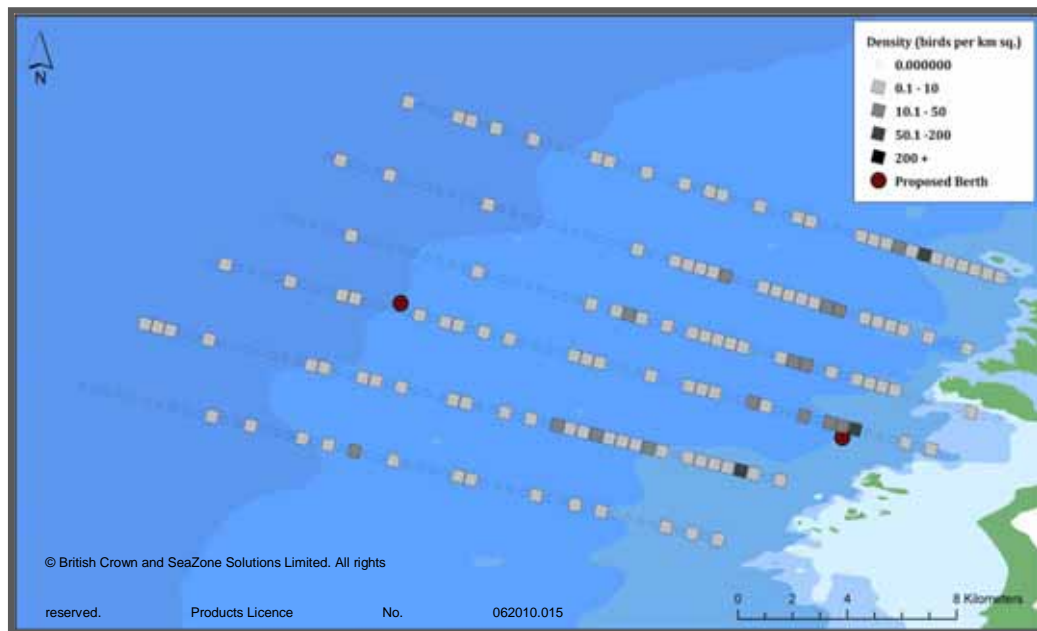 N
Density (birds per km sq.)
0.000000
0.1 - 10
10.1 - 50
50.1 -200
200 +
Proposed Berth
© British Crown and SeaZone Solutions Limited. All rights
reserved. Products Licence No. 062010.015
0 2 4 8 Kilometers